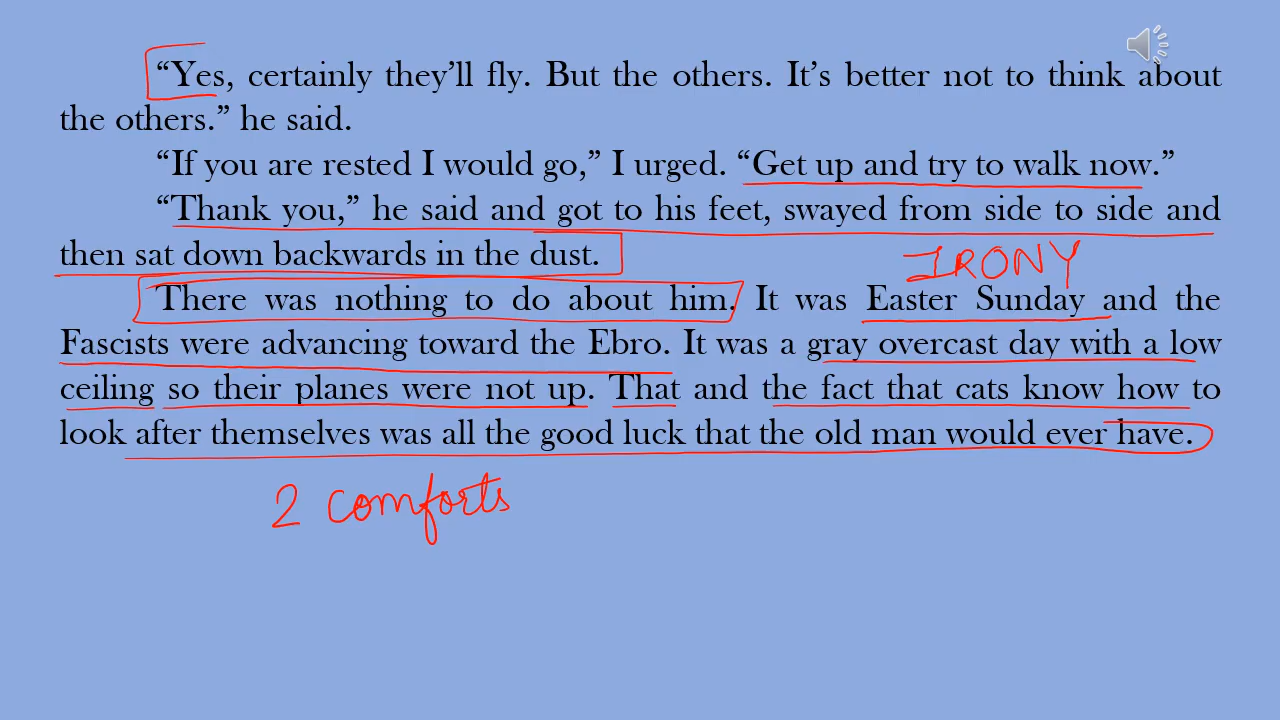 “Yes, certainly they’ll fly. But the others. It’s better not to think about
the others.” he said.
“If you are rested I would go,” I urged. “Get up and try to walk now.”
“Thank you,” he said and got to his feet, swayed from side to side and
then sat down backwards in the dust.
IRONY
There was nothing to do about him. It was Easter Sunday and the
Fascists were advancing toward the Ebro. It was a gray overcast day with a low
ceiling so their planes were not up. That and the fact that cats know how to
look after themselves was all the good luck that the old man would ever have.
2 comforts